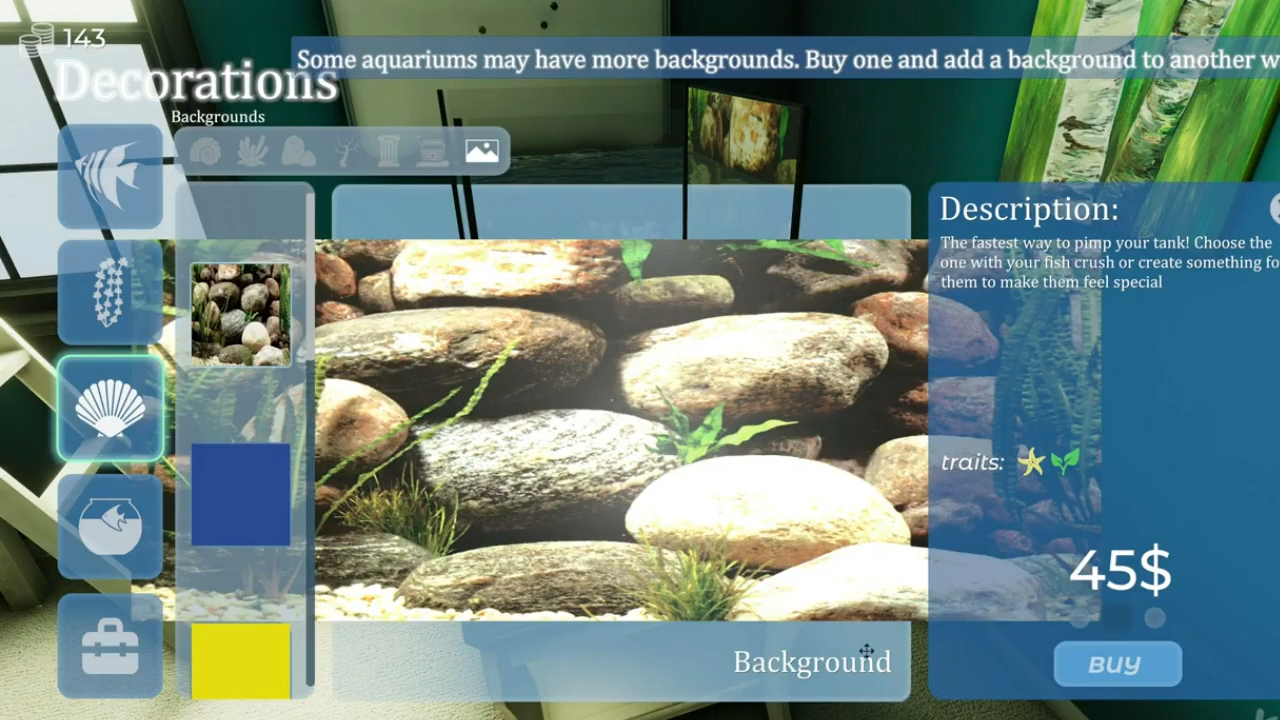 143
Some aquariums may have more backgrounds. Buy one and add a background to another w
Decorations
Backgrounds
Description:
The fastest way to pimp your tank! Choose the
one with your fish crush or create something fo
them to make them feel special
traits:
45$
Background
BUY